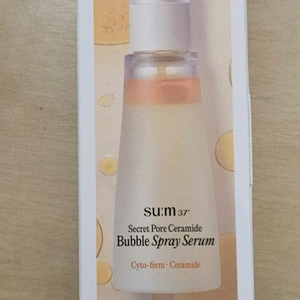 su:m37°
Secret Pore Ceramide
Bubble Spray Serum
Cyto-ferm · Ceramide